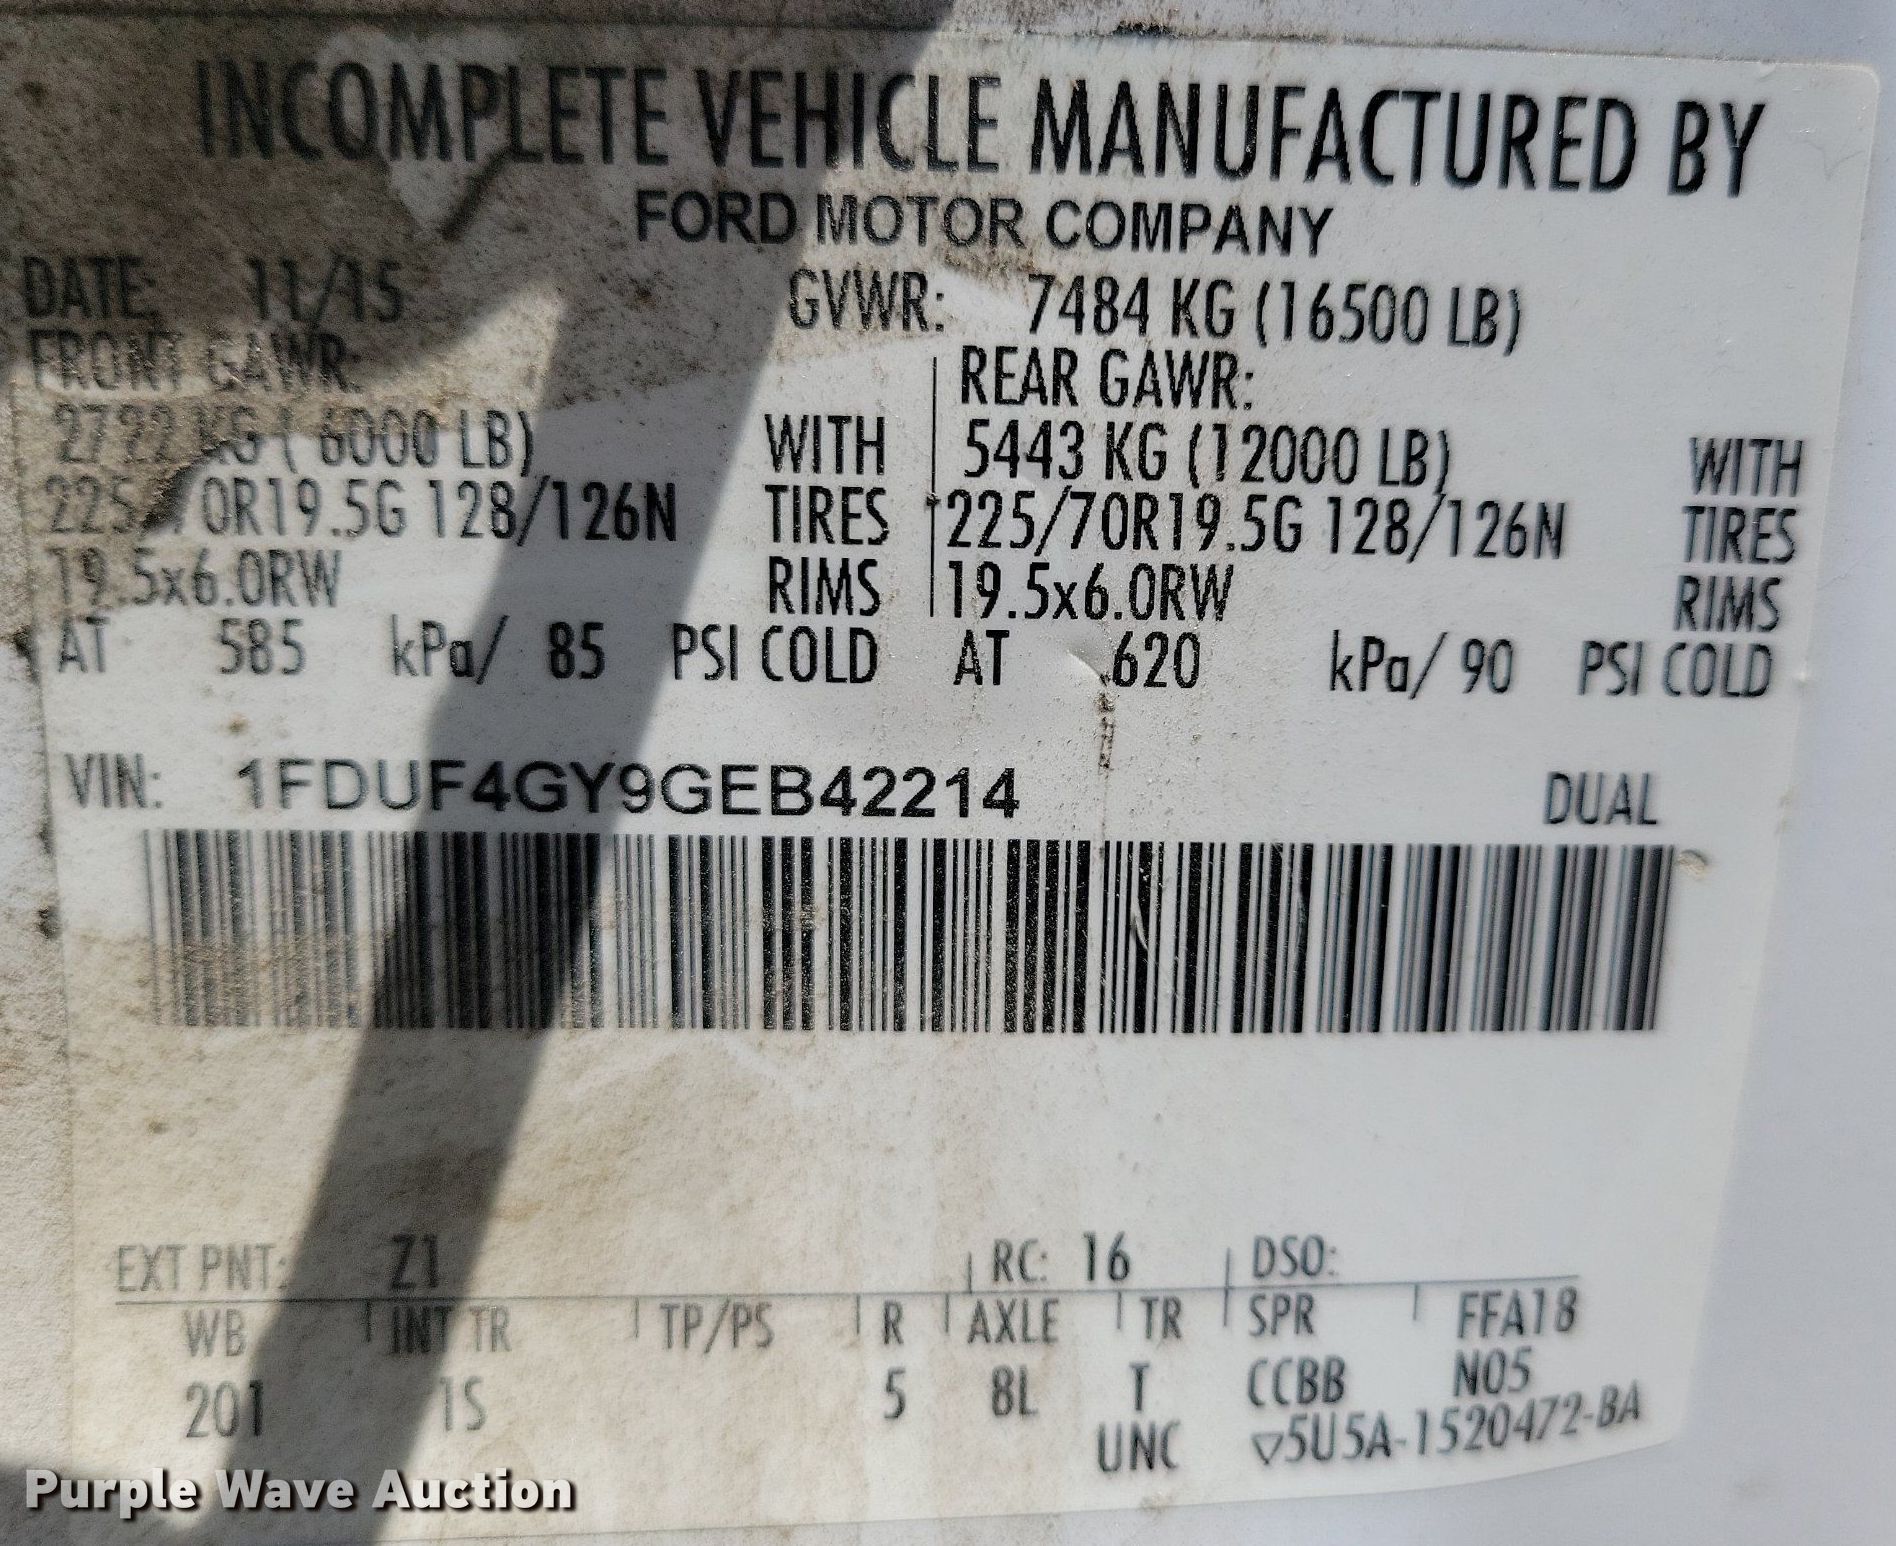 INCOMPLETE VEHICLE MANUFACTURED BY
FORD MOTOR COMPANY
DATE: 11/15 GVWR: 7484 KG (16500 LB)
FRONT GAWR: REAR GAWR:
2722 KG ( 6000 LB) WITH 5443 KG (12000 LB) WITH
225/70R19.5G 128/126N TIRES 225/70R19.5G 128/126N TIRES
19.5x6.0RW RIMS 19.5x6.0RW RIMS
AT 585 kPa/ 85 PSI COLD AT 620 kPa/ 90 PSI COLD
VIN: 1FDUF4GY9GEB42214 DUAL
EXT PNT: Z1 RC: 16 DSO:
WB INT TR TP/PS R AXLE TR SPR FFA18
201 1S 5 8L T CCBB N05
UNC ▽5U5A-1520472-BA
Purple Wave Auction